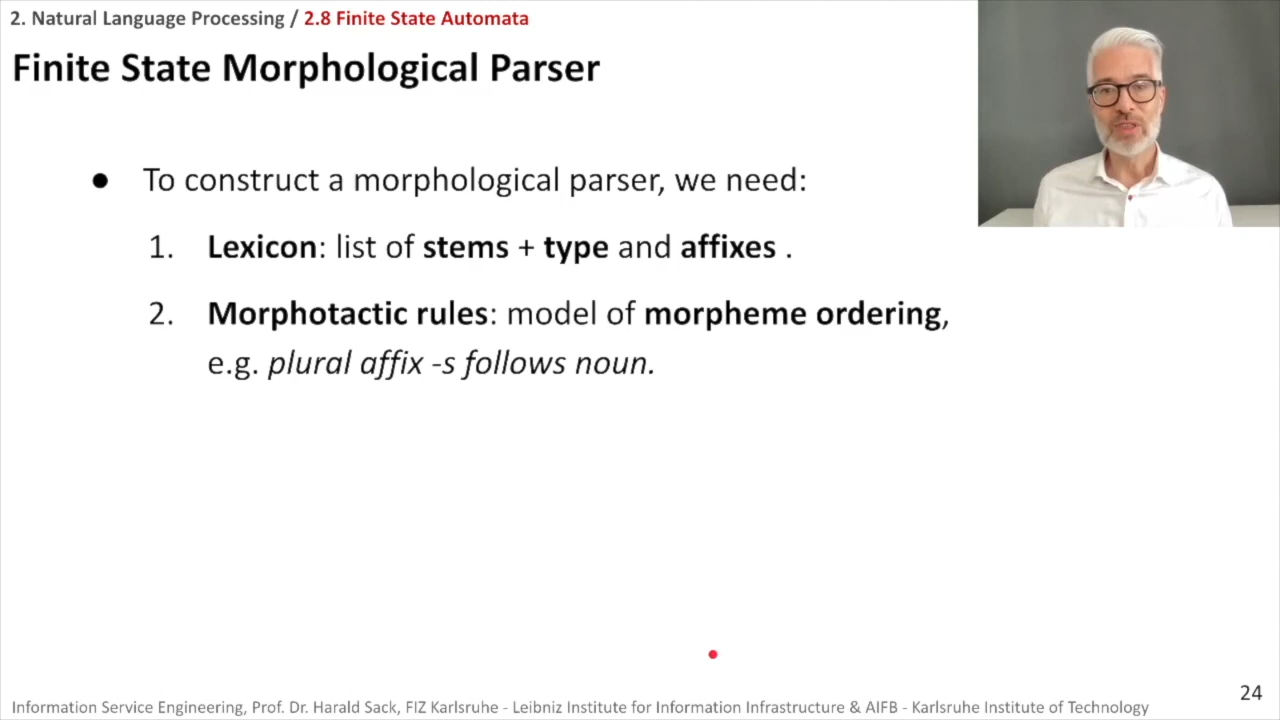 2. Natural Language Processing / 2.8 Finite State Automata
Finite State Morphological Parser
● To construct a morphological parser, we need:
1. Lexicon: list of stems + type and affixes .
2. Morphotactic rules: model of morpheme ordering,
e.g. plural affix -s follows noun.
24
Information Service Engineering, Prof. Dr. Harald Sack, FIZ Karlsruhe - Leibniz Institute for Information Infrastructure & AIFB - Karlsruhe Institute of Technology